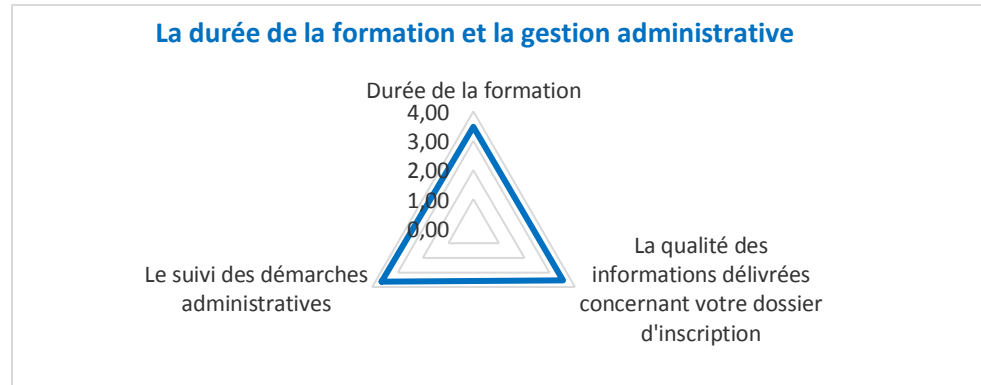 La durée de la formation et la gestion administrative
Durée de la formation
4,00
3,00
2,00
1,00
0,00
La qualité des
informations délivrées
concernant votre dossier
d'inscription
Le suivi des démarches
administratives